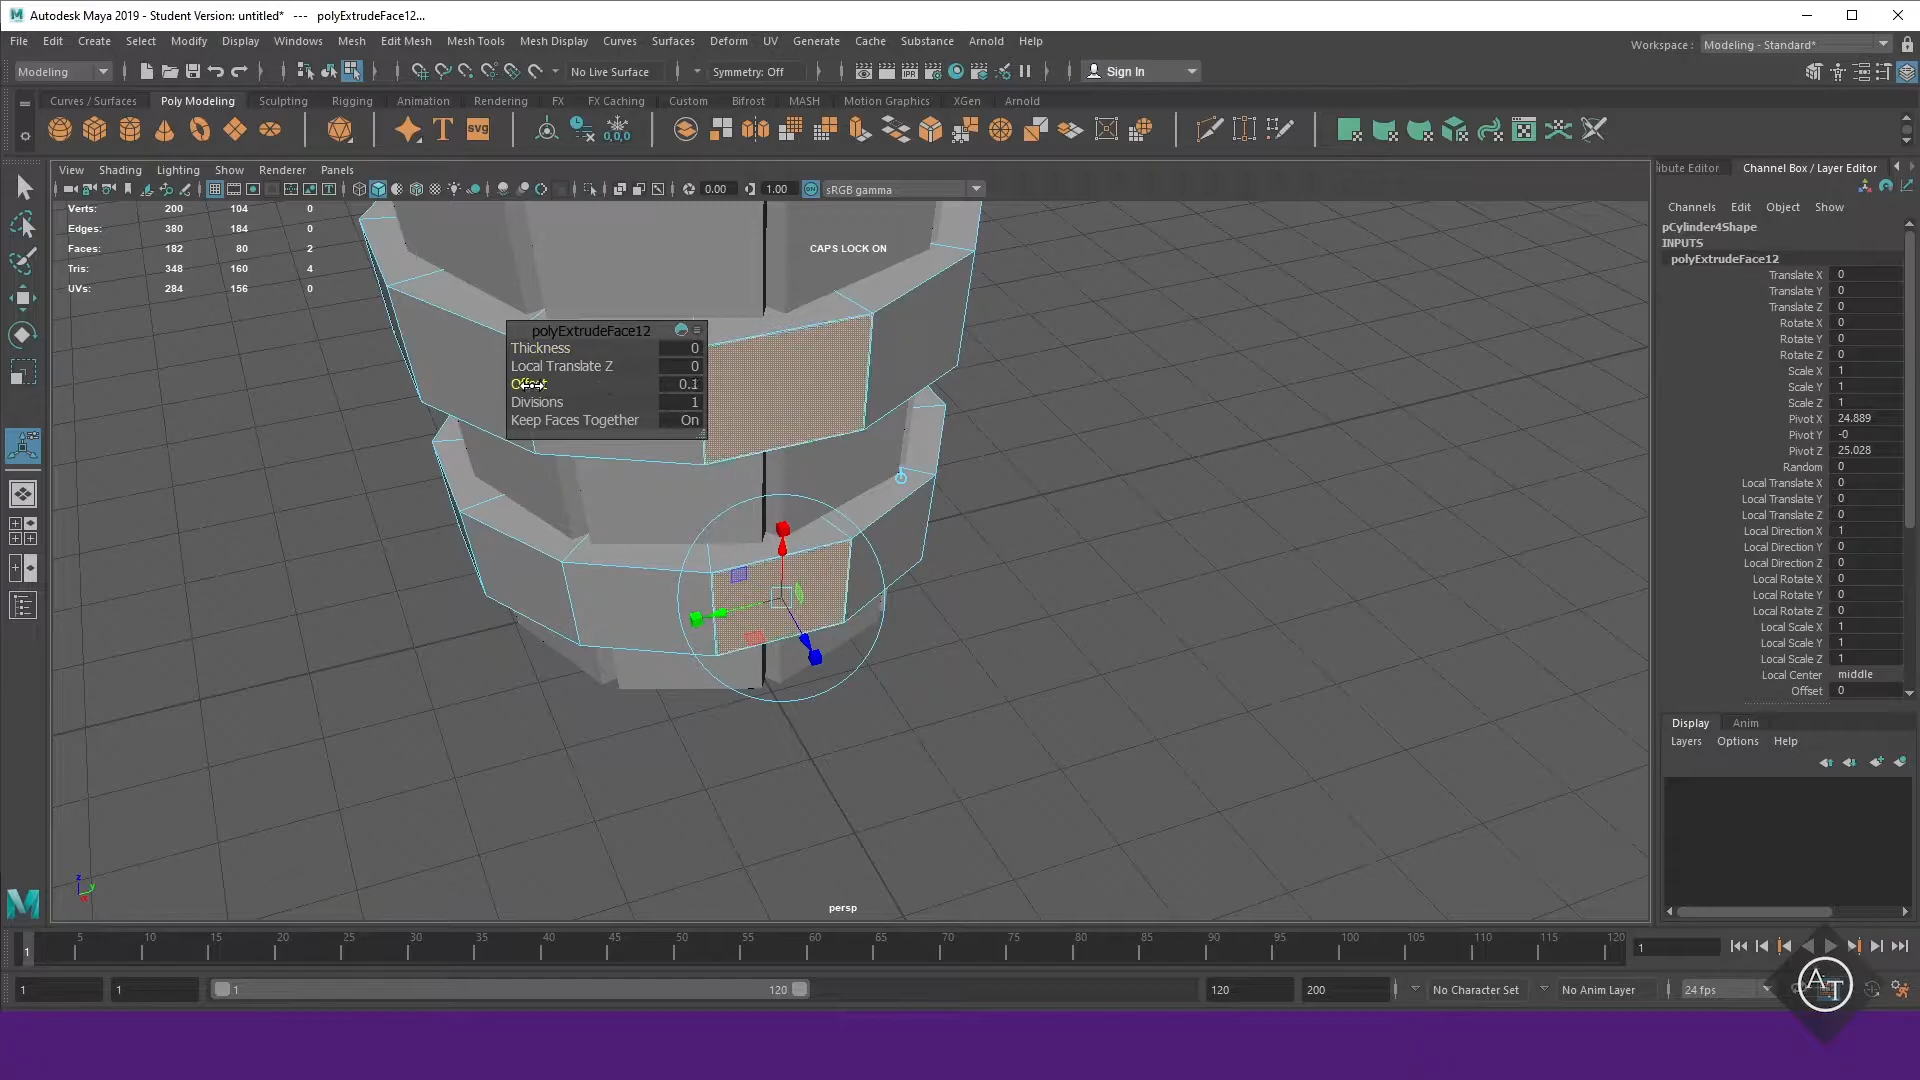 Autodesk Maya 2019 - Student Version: untitled* --- polyExtrudeFace12...
File Edit Create Select Modify Display Windows Mesh Edit Mesh Mesh Tools Mesh Display Curves Surfaces Deform UV Generate Cache Substance Arnold Help
Workspace : Modeling - Standard*
Modeling No Live Surface Symmetry: Off Sign In
Curves / Surfaces Poly Modeling Sculpting Rigging Animation Rendering FX FX Caching Custom Bifrost MASH Motion Graphics XGen Arnold
T svg 0,0,0
View Shading Lighting Show Renderer Panels
0.00 1.00 ON sRGB gamma
Verts: 200 104 0
Edges: 380 184 0
Faces: 182 80 2
Tris: 348 160 4
UVs: 284 156 0
CAPS LOCK ON
polyExtrudeFace12
Thickness 0
Local Translate Z 0
Offset 0.1
Divisions 1
Keep Faces Together On
z y
persp
ibute Editor Channel Box / Layer Editor
Channels Edit Object Show
pCylinder4Shape
INPUTS
polyExtrudeFace12
Translate X 0
Translate Y 0
Translate Z 0
Rotate X 0
Rotate Y 0
Rotate Z 0
Scale X 1
Scale Y 1
Scale Z 1
Pivot X 24.889
Pivot Y -0
Pivot Z 25.028
Random 0
Local Translate X 0
Local Translate Y 0
Local Translate Z 0
Local Direction X 1
Local Direction Y 0
Local Direction Z 0
Local Rotate X 0
Local Rotate Y 0
Local Rotate Z 0
Local Scale X 1
Local Scale Y 1
Local Scale Z 1
Local Center middle
Offset 0
Display Anim
Layers Options Help
1 5 10 15 20 25 30 35 40 45 50 55 60 65 70 75 80 85 90 95 100 105 110 115 120 1
1 1 1 120 120 200 No Character Set No Anim Layer 24 fps
AT